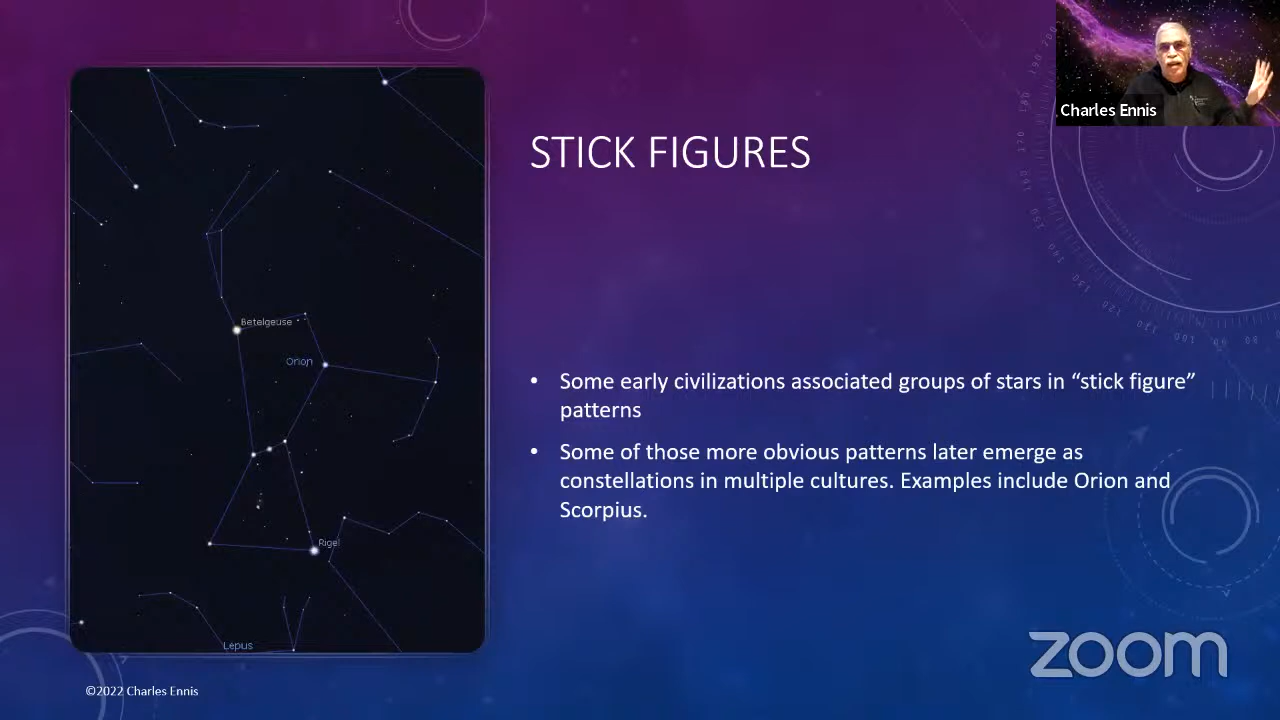 Charles Ennis
STICK FIGURES
Betelgeuse
Orion
Rigel
Lepus
• Some early civilizations associated groups of stars in “stick figure”
patterns
• Some of those more obvious patterns later emerge as
constellations in multiple cultures. Examples include Orion and
Scorpius.
zoom
©2022 Charles Ennis